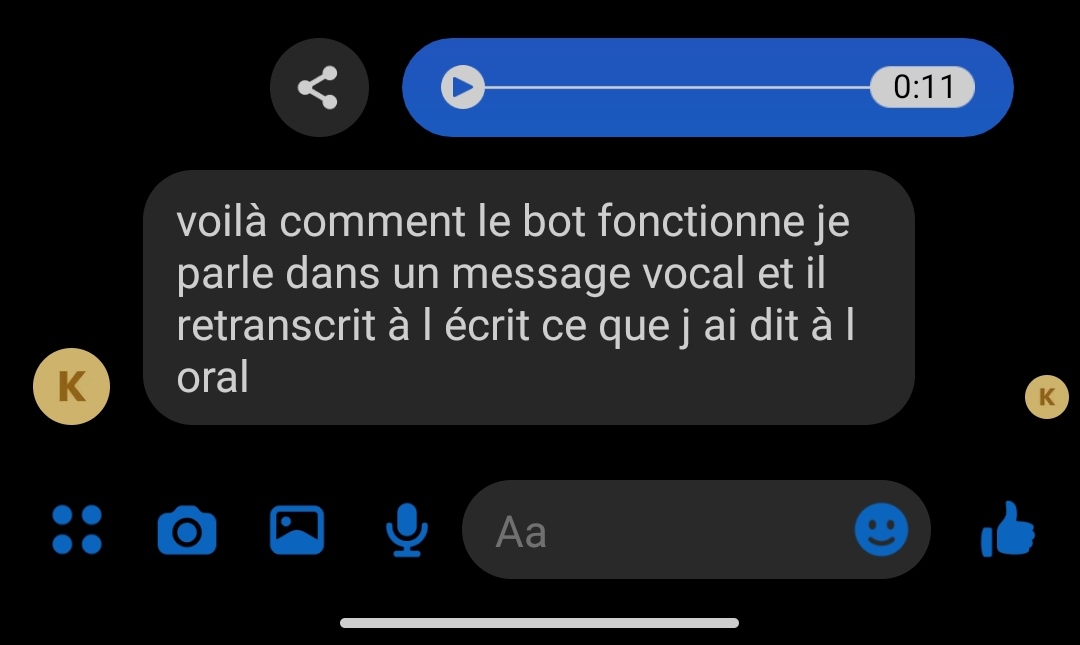 0:11
voilà comment le bot fonctionne je
parle dans un message vocal et il
retranscrit à l écrit ce que j ai dit à l
oral
K
K
Aa